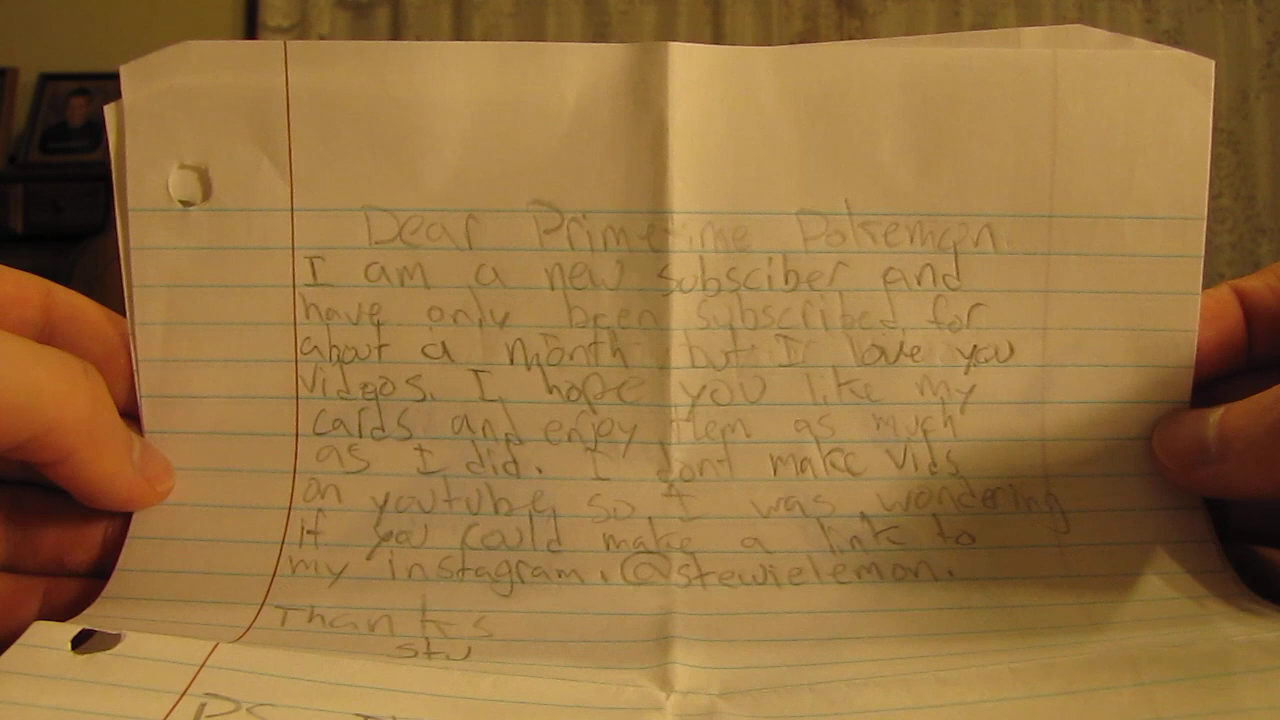 Dear Primetime Pokemon.
I am a new subsciber and
have only been subscribed for
about a month but I love you
videos. I hope you like my
cards and enjoy them as much
as I did. I dont make vids
on youtube so I was wondering
if you could make a link to
my instagram. @stewielemon.
Thanks
stu
PS